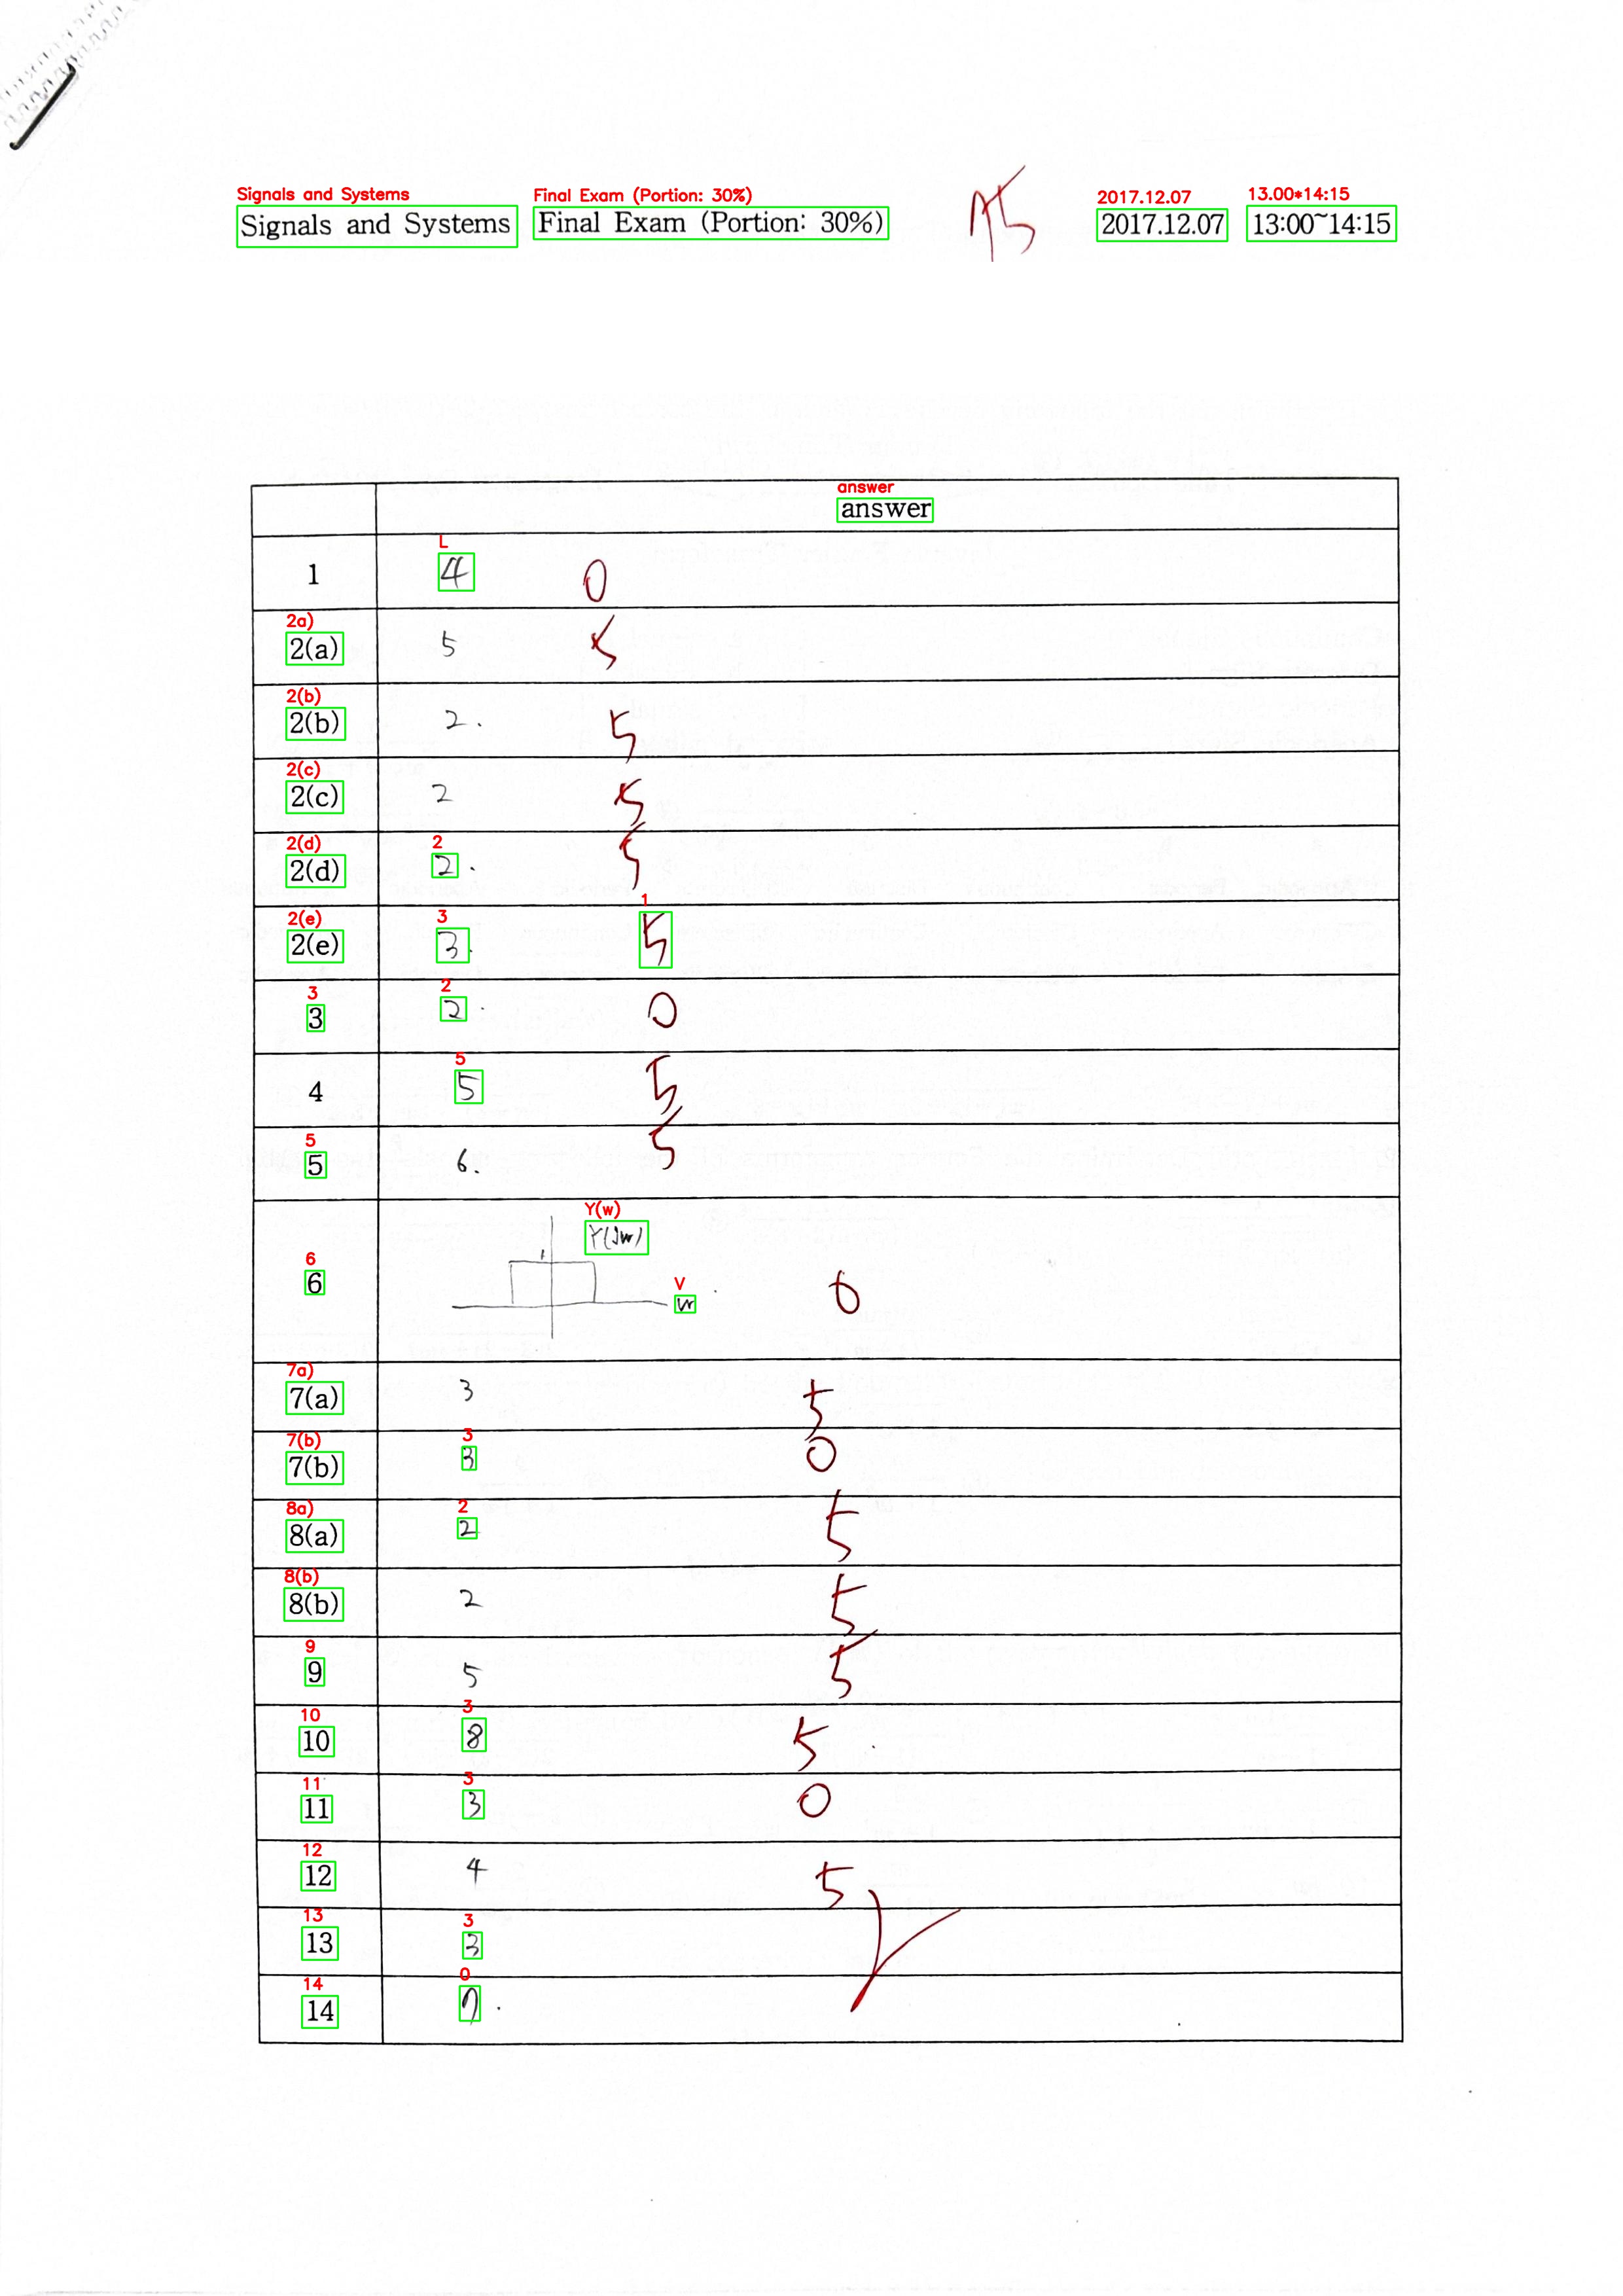 Signals and Systems Final Exam (Portion: 30%) 2017.12.07 13.00*14:15
Signals and Systems Final Exam (Portion: 30%) 75 2017.12.07 13:00~14:15
answer
answer
L
1 4 0
2a)
2(a) 5 5
2(b)
2(b) 2. 5
2(c)
2(c) 2 5
2(d) 2
2(d) 2. 5
2(e) 3 1
2(e) 3. 5
3 2
3 2. 0
5
4 5 5
5
5 6. 5
Y(w)
Y(Jw)
6 V
6 w 0
7a)
7(a) 3 5
7(b) 3
7(b) 3 0
8a) 2
8(a) 2 5
8(b)
8(b) 2 5
9
9 5 5
10 3
10 8 5
11 3
11 3 0
12
12 4 5
13 3
13 3
14 0
14 7.